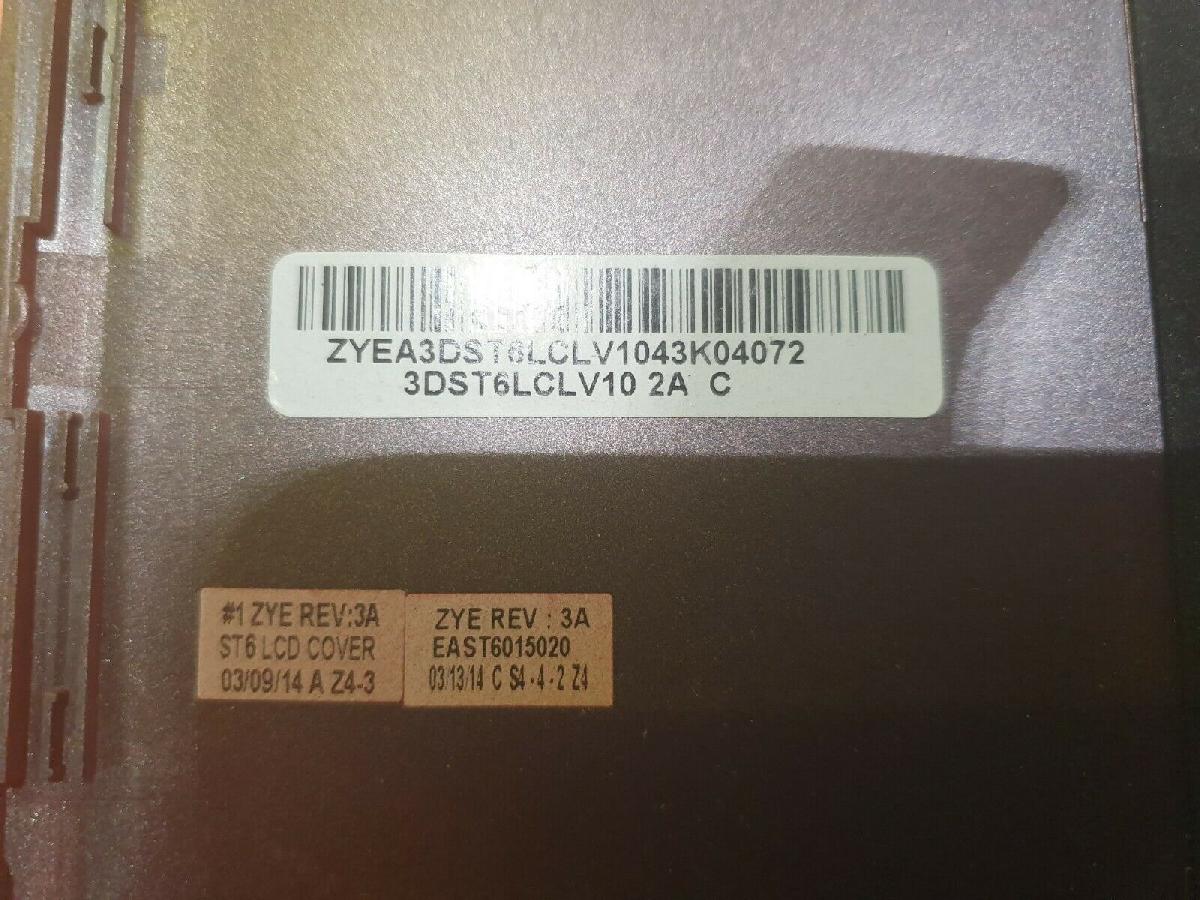 ZYEA3DST6LCLV1043K04072
3DST6LCLV10 2A C
#1 ZYE REV:3A
ST6 LCD COVER
03/09/14 A Z4-3
ZYE REV : 3A
EAST6015020
03/13/14 C S4-4-2 Z4